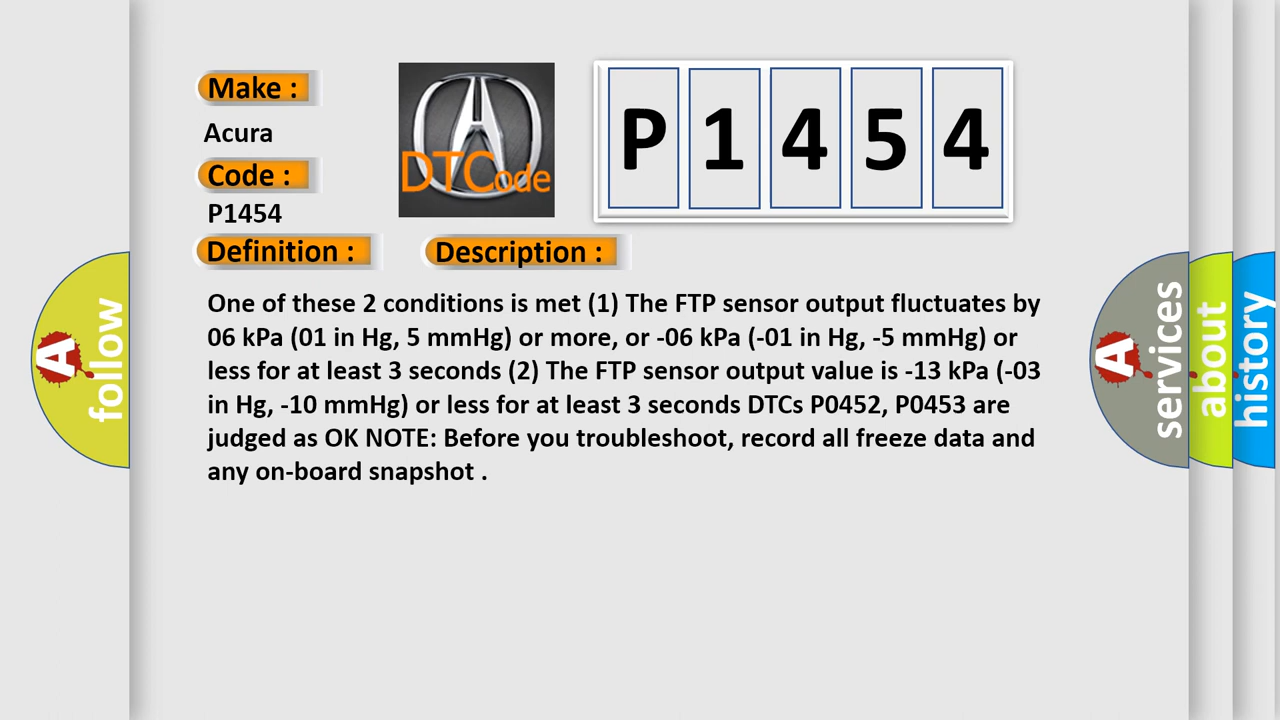 Make :
Acura
Code :
P1454
Definition :
Description :
DTCode
P1454
One of these 2 conditions is met (1) The FTP sensor output fluctuates by
06 kPa (01 in Hg, 5 mmHg) or more, or -06 kPa (-01 in Hg, -5 mmHg) or
less for at least 3 seconds (2) The FTP sensor output value is -13 kPa (-03
in Hg, -10 mmHg) or less for at least 3 seconds DTCs P0452, P0453 are
judged as OK NOTE: Before you troubleshoot, record all freeze data and
any on-board snapshot .
A
follow
A
services
about
history